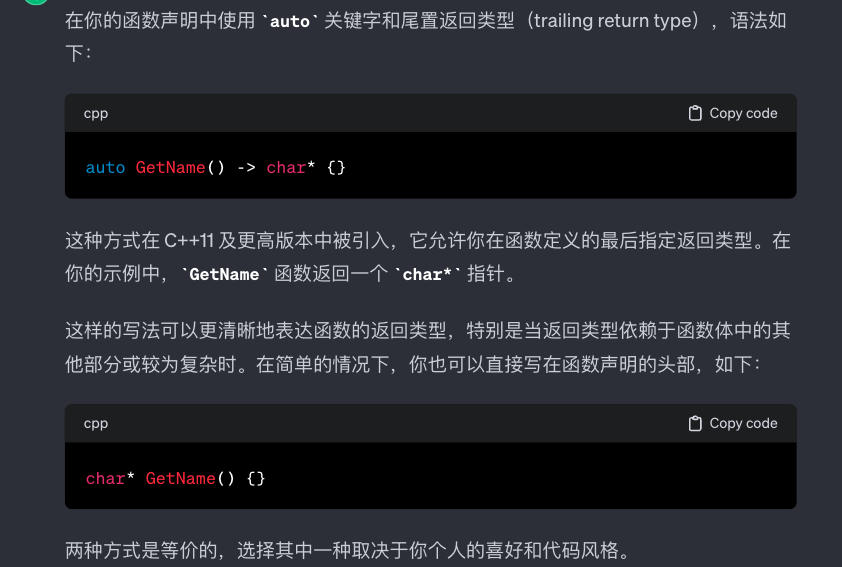 在你的函数声明中使用 `auto` 关键字和尾置返回类型（trailing return type），语法如
下：
cpp Copy code
auto GetName() -> char* {}
这种方式在 C++11 及更高版本中被引入，它允许你在函数定义的最后指定返回类型。在
你的示例中，`GetName` 函数返回一个 `char*` 指针。
这样的写法可以更清晰地表达函数的返回类型，特别是当返回类型依赖于函数体中的其
他部分或较为复杂时。在简单的情况下，你也可以直接写在函数声明的头部，如下：
cpp Copy code
char* GetName() {}
两种方式是等价的，选择其中一种取决于你个人的喜好和代码风格。